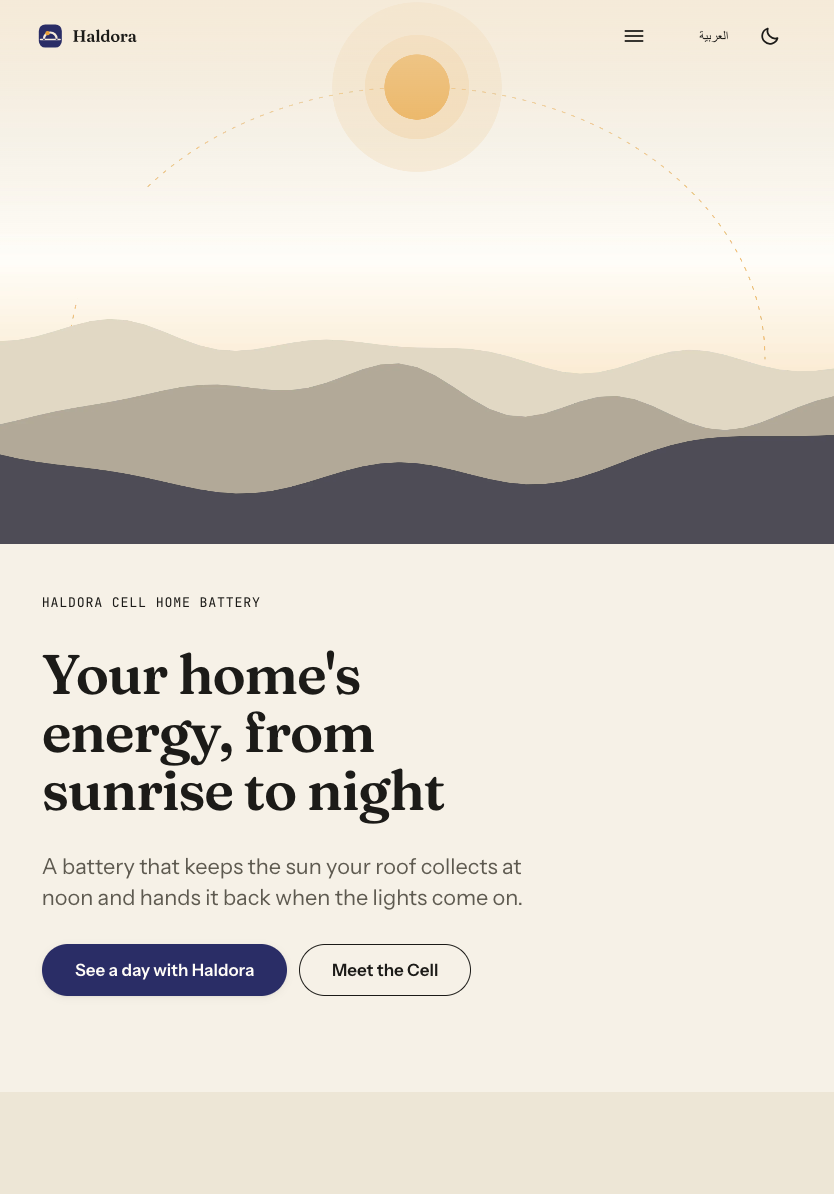 Haldora
العربية
HALDORA CELL HOME BATTERY
Your home's
energy, from
sunrise to night
A battery that keeps the sun your roof collects at
noon and hands it back when the lights come on.
See a day with Haldora
Meet the Cell